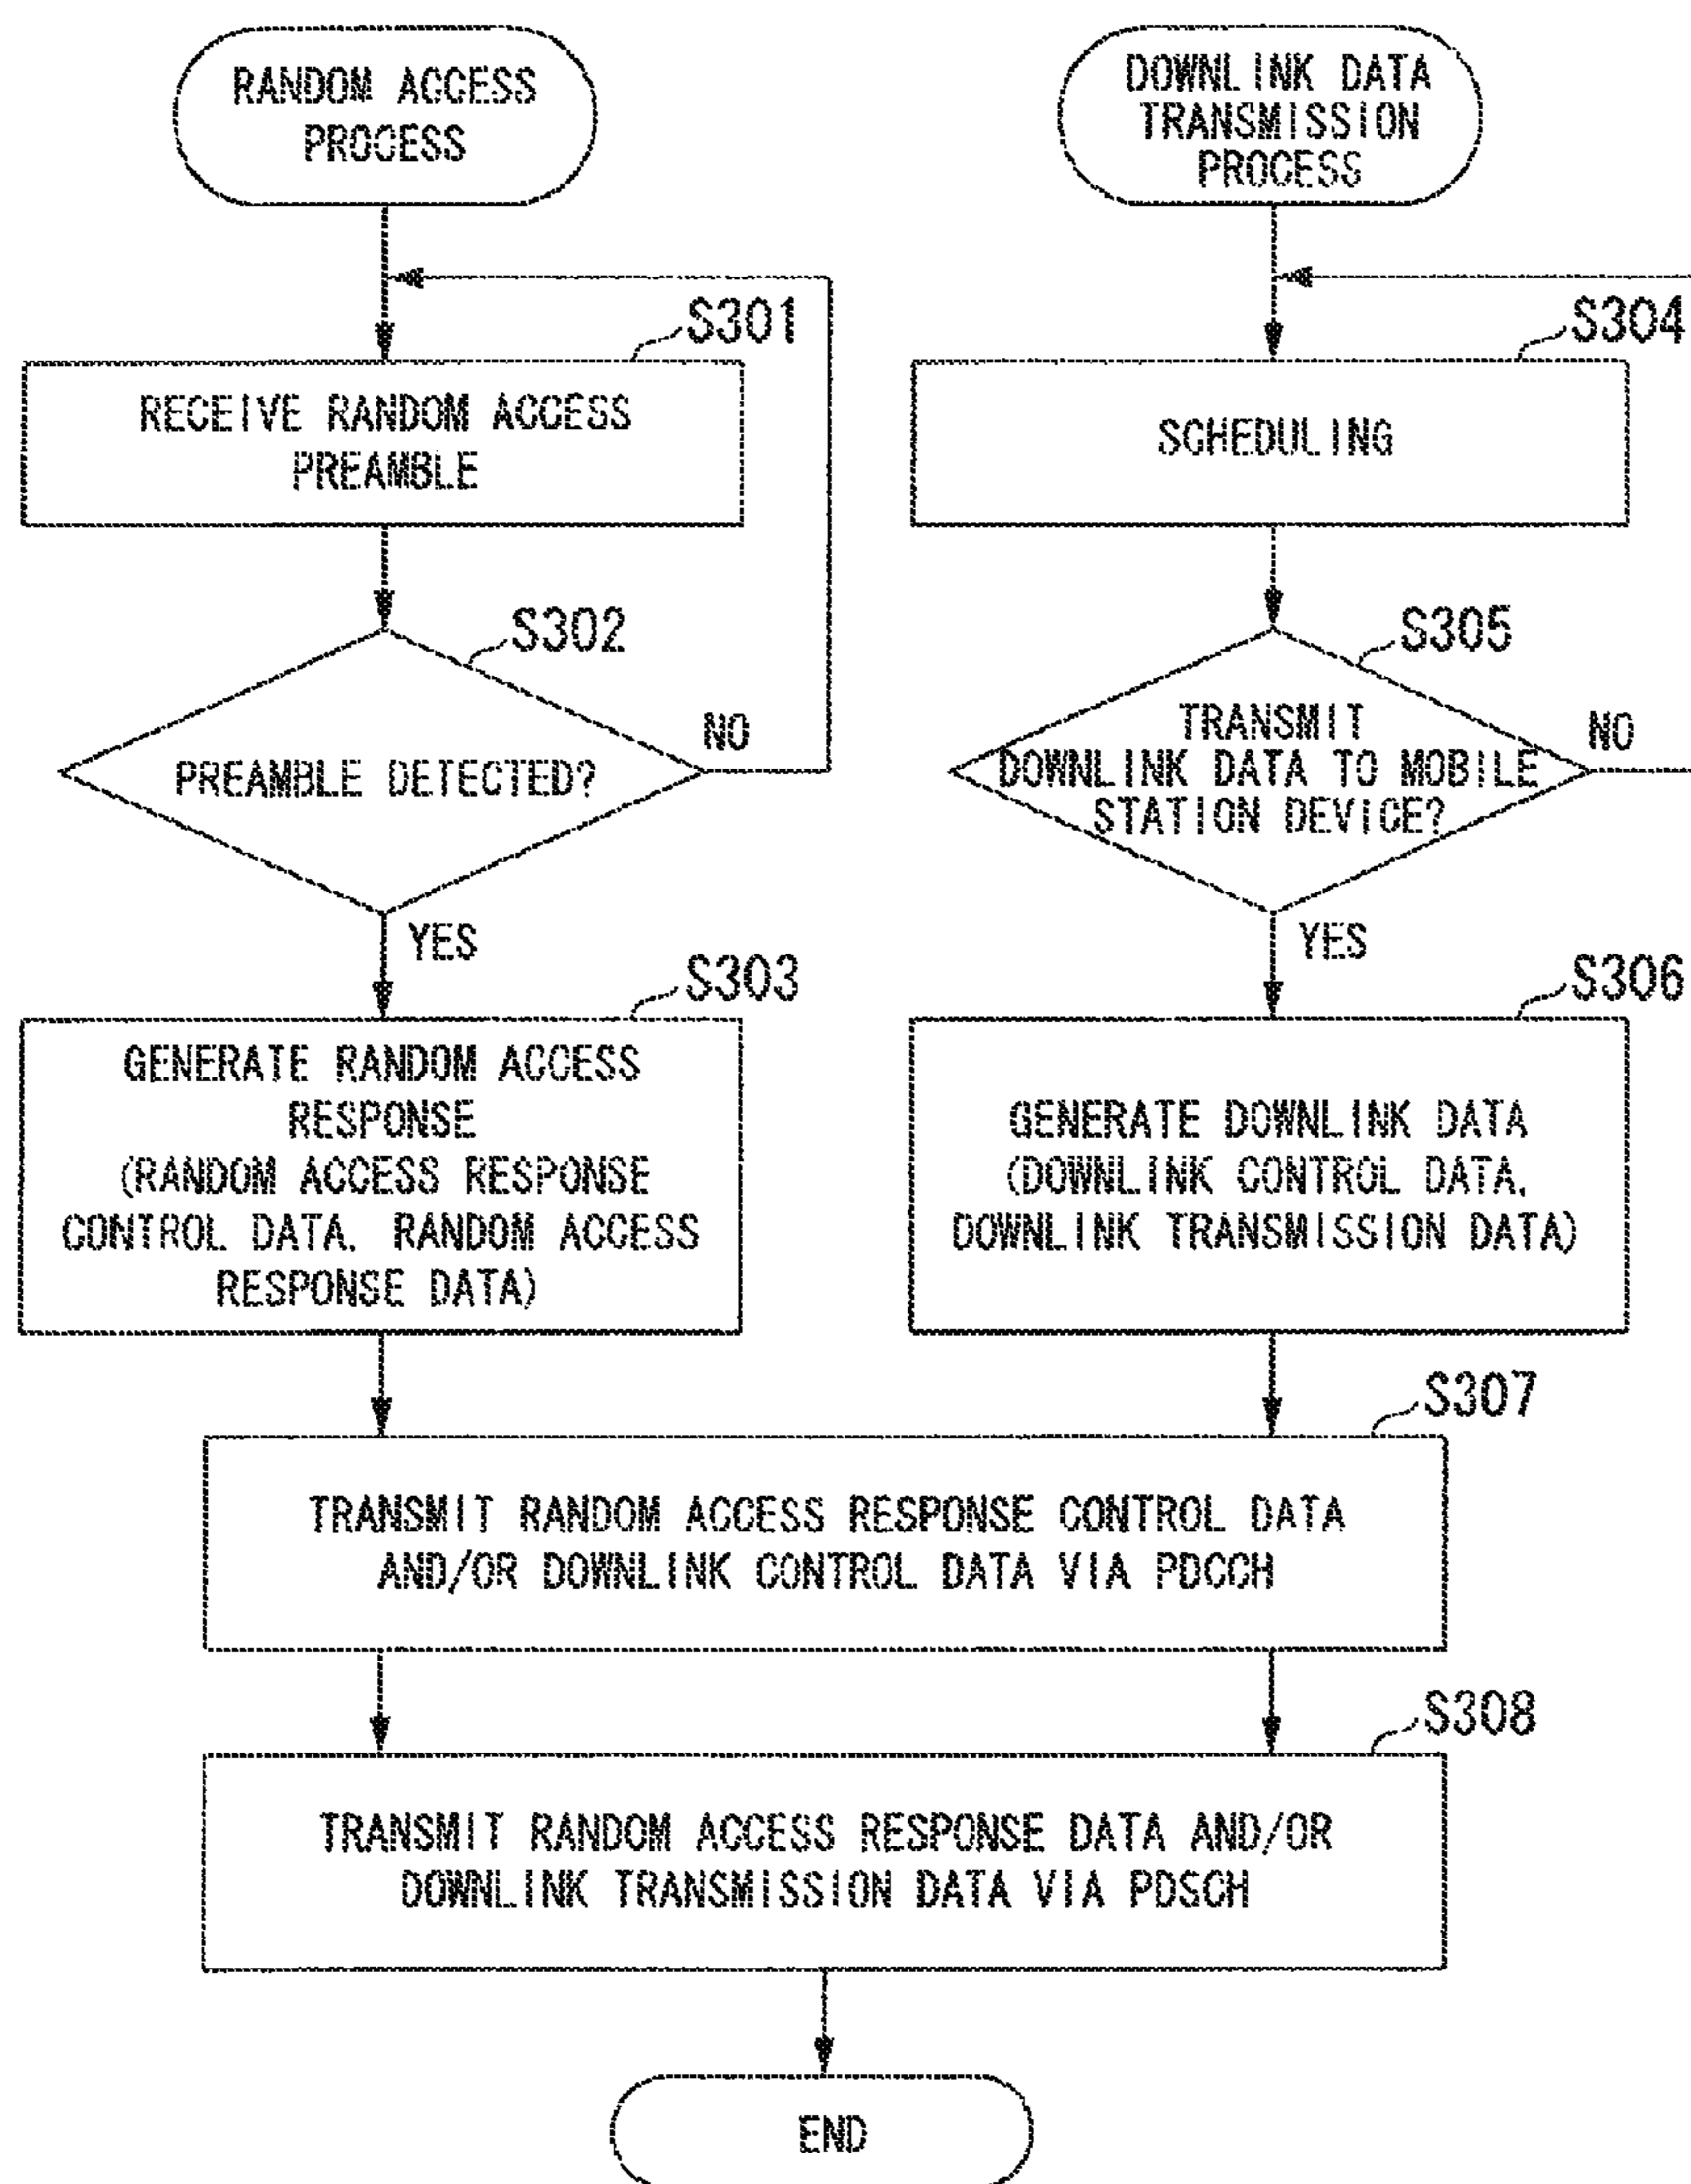 RANDOM ACCESS
PROCESS
S301
RECEIVE RANDOM ACCESS
PREAMBLE
S302
PREAMBLE DETECTED?
NO
YES
S303
GENERATE RANDOM ACCESS
RESPONSE
(RANDOM ACCESS RESPONSE
CONTROL DATA, RANDOM ACCESS
RESPONSE DATA)
DOWNLINK DATA
TRANSMISSION
PROCESS
S304
SCHEDULING
S305
TRANSMIT
DOWNLINK DATA TO MOBILE
STATION DEVICE?
NO
YES
S306
GENERATE DOWNLINK DATA
(DOWNLINK CONTROL DATA,
DOWNLINK TRANSMISSION DATA)
S307
TRANSMIT RANDOM ACCESS RESPONSE CONTROL DATA
AND/OR DOWNLINK CONTROL DATA VIA PDCCH
S308
TRANSMIT RANDOM ACCESS RESPONSE DATA AND/OR
DOWNLINK TRANSMISSION DATA VIA PDSCH
END